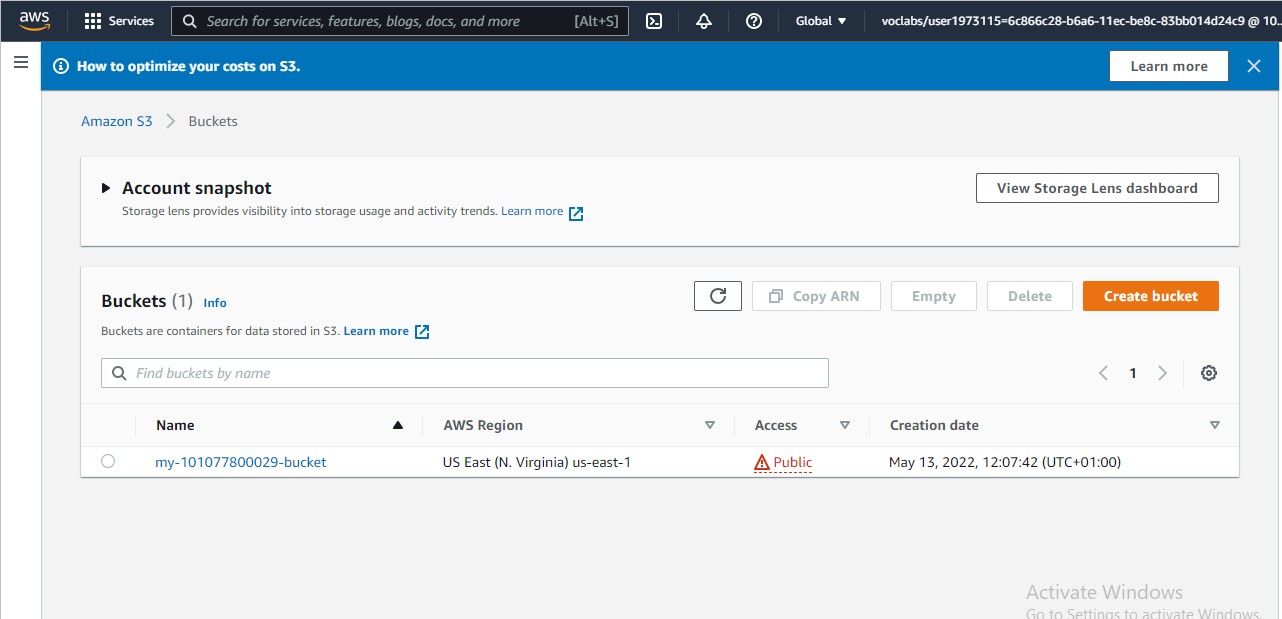 aws Services Search for services, features, blogs, docs, and more [Alt+S] Global voclabs/user1973115=6c866c28-b6a6-11ec-be8c-83bb014d24c9 @ 10...
How to optimize your costs on S3. Learn more
Amazon S3 Buckets
Account snapshot View Storage Lens dashboard
Storage lens provides visibility into storage usage and activity trends. Learn more
Buckets (1) Info Copy ARN Empty Delete Create bucket
Buckets are containers for data stored in S3. Learn more
Find buckets by name 1
Name AWS Region Access Creation date
my-101077800029-bucket US East (N. Virginia) us-east-1 Public May 13, 2022, 12:07:42 (UTC+01:00)
Activate Windows
Go to Settings to activate Windows.